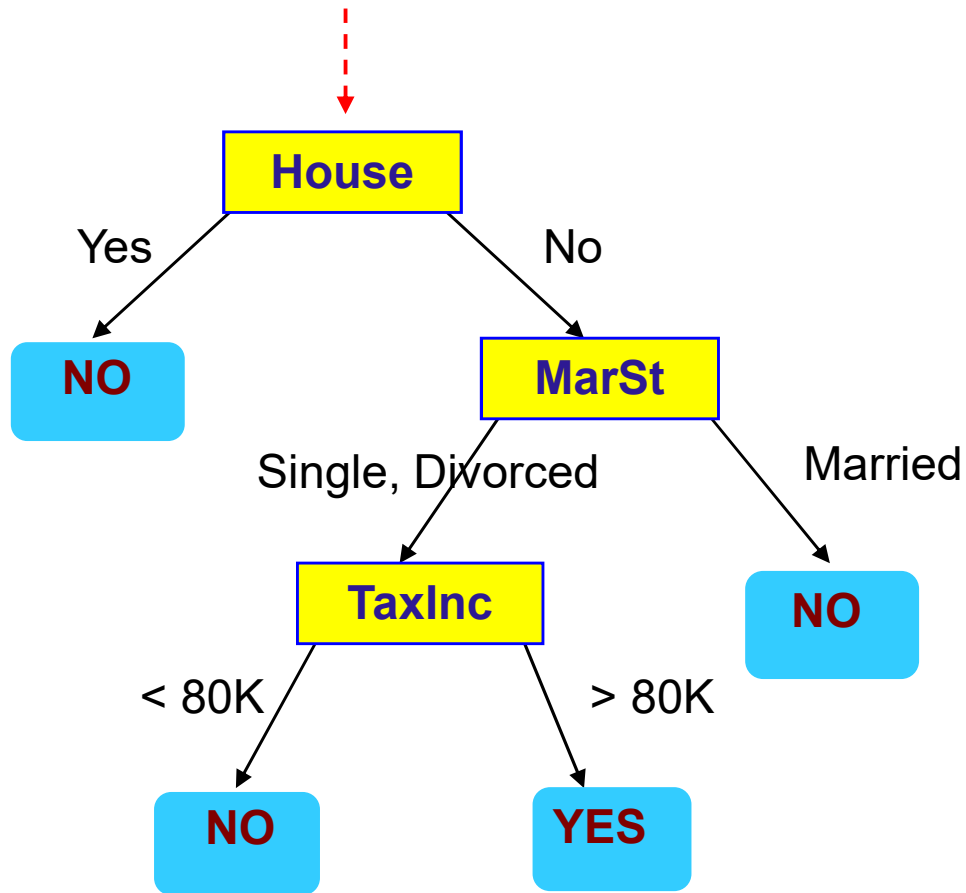 House
Yes
No
NO
MarSt
Single, Divorced
Married
TaxInc
NO
< 80K
> 80K
NO
YES